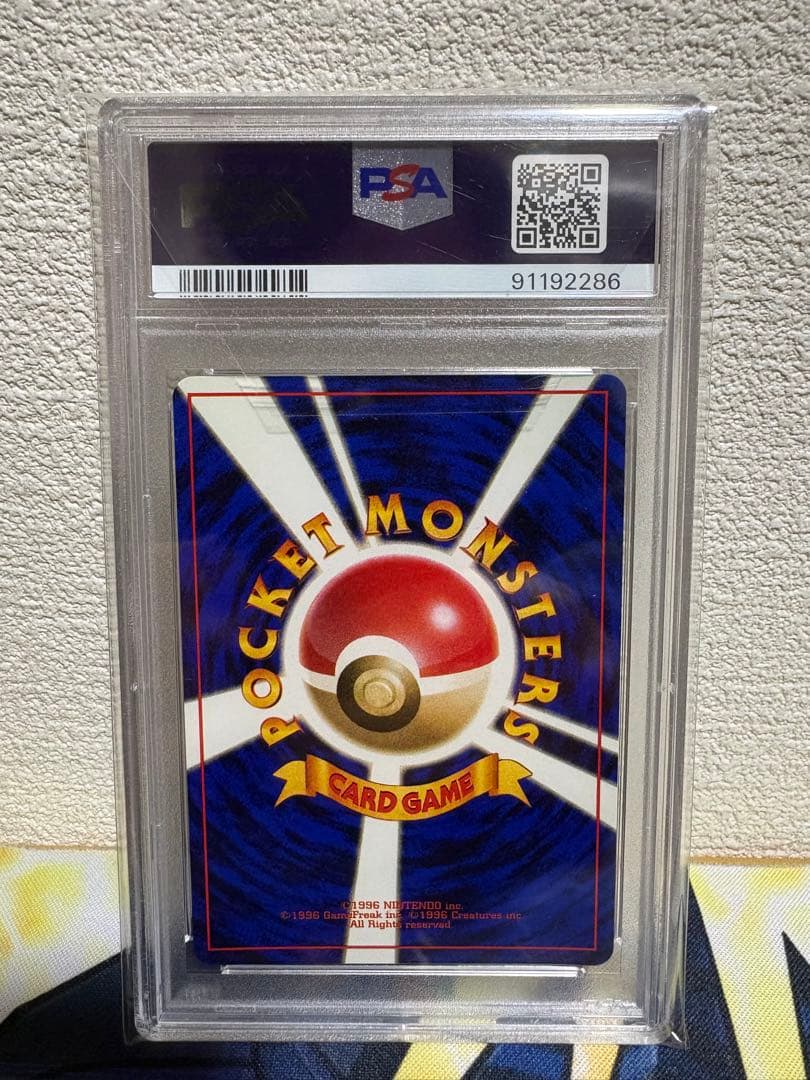 PSA
91192286
POCKET MONSTERS
CARD GAME
©1996 NINTENDO inc.
©1996 GameFreak inc. ©1996 Creatures inc.
All Rights reserved.